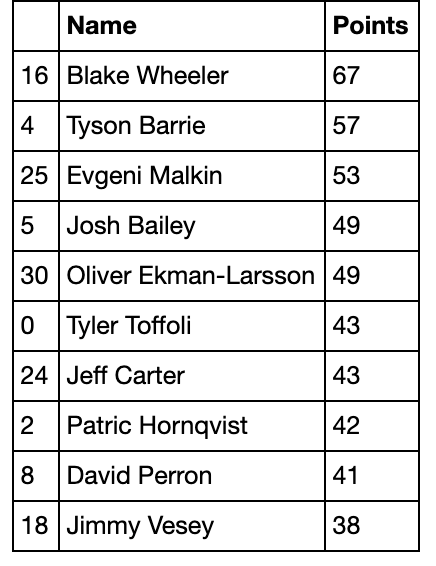 Name Points
16 Blake Wheeler 67
4 Tyson Barrie 57
25 Evgeni Malkin 53
5 Josh Bailey 49
30 Oliver Ekman-Larsson 49
0 Tyler Toffoli 43
24 Jeff Carter 43
2 Patric Hornqvist 42
8 David Perron 41
18 Jimmy Vesey 38